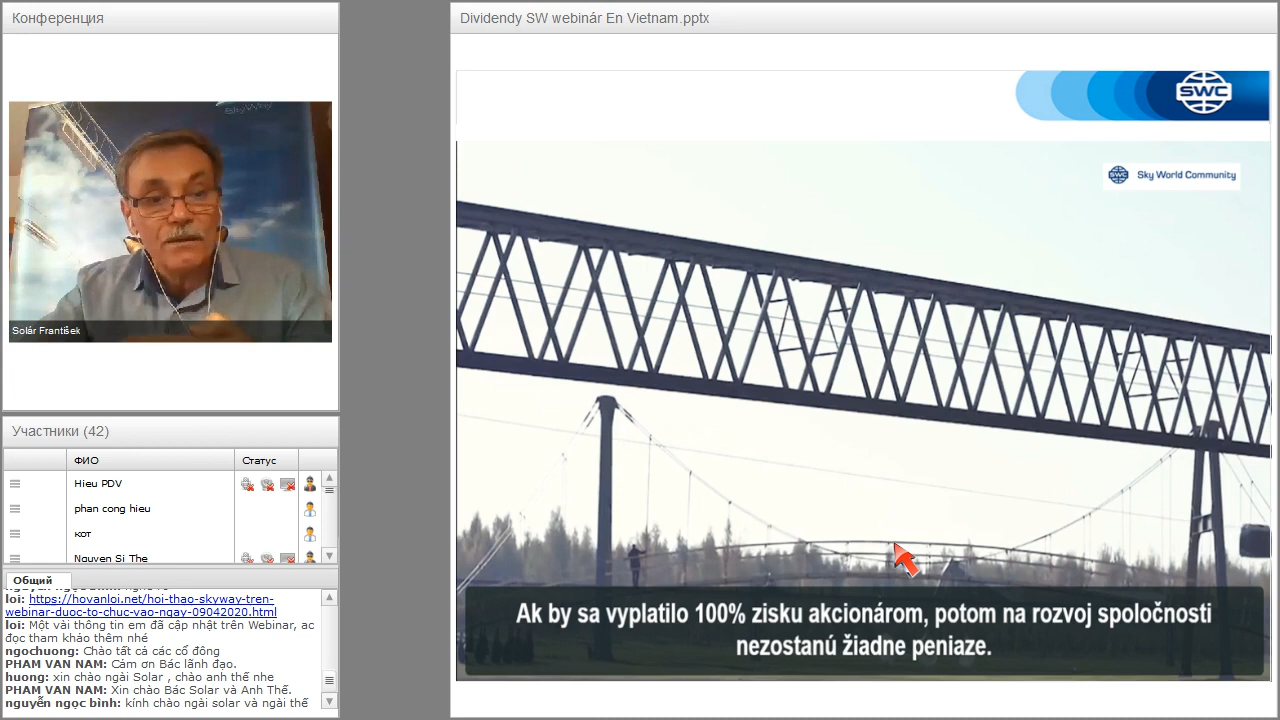 Конференция
Solár František
Участники (42)
ФИО
Статус
Hieu PDV
phan cong hieu
кот
Nguyen Si The
Общий
loi: https://hovanloi.net/hoi-thao-skyway-tren-
webinar-duoc-to-chuc-vao-ngay-09042020.html
loi: Một vài thông tin em đã cập nhật trên Webinar, ac
đọc tham khảo thêm nhé
ngochuong: Chào tất cả các cổ đông
PHAM VAN NAM: Cám ơn Bác lãnh đạo.
huong: xin chào ngài Solar , chào anh thế nhe
PHAM VAN NAM: Xin chào Bác Solar và Anh Thế.
nguyễn ngọc bình: kính chào ngài solar và ngài thế
Dividendy SW webinár En Vietnam.pptx
SWC
SWC Sky World Community
Ak by sa vyplatilo 100% zisku akcionárom, potom na rozvoj spoločnosti
nezostanú žiadne peniaze.